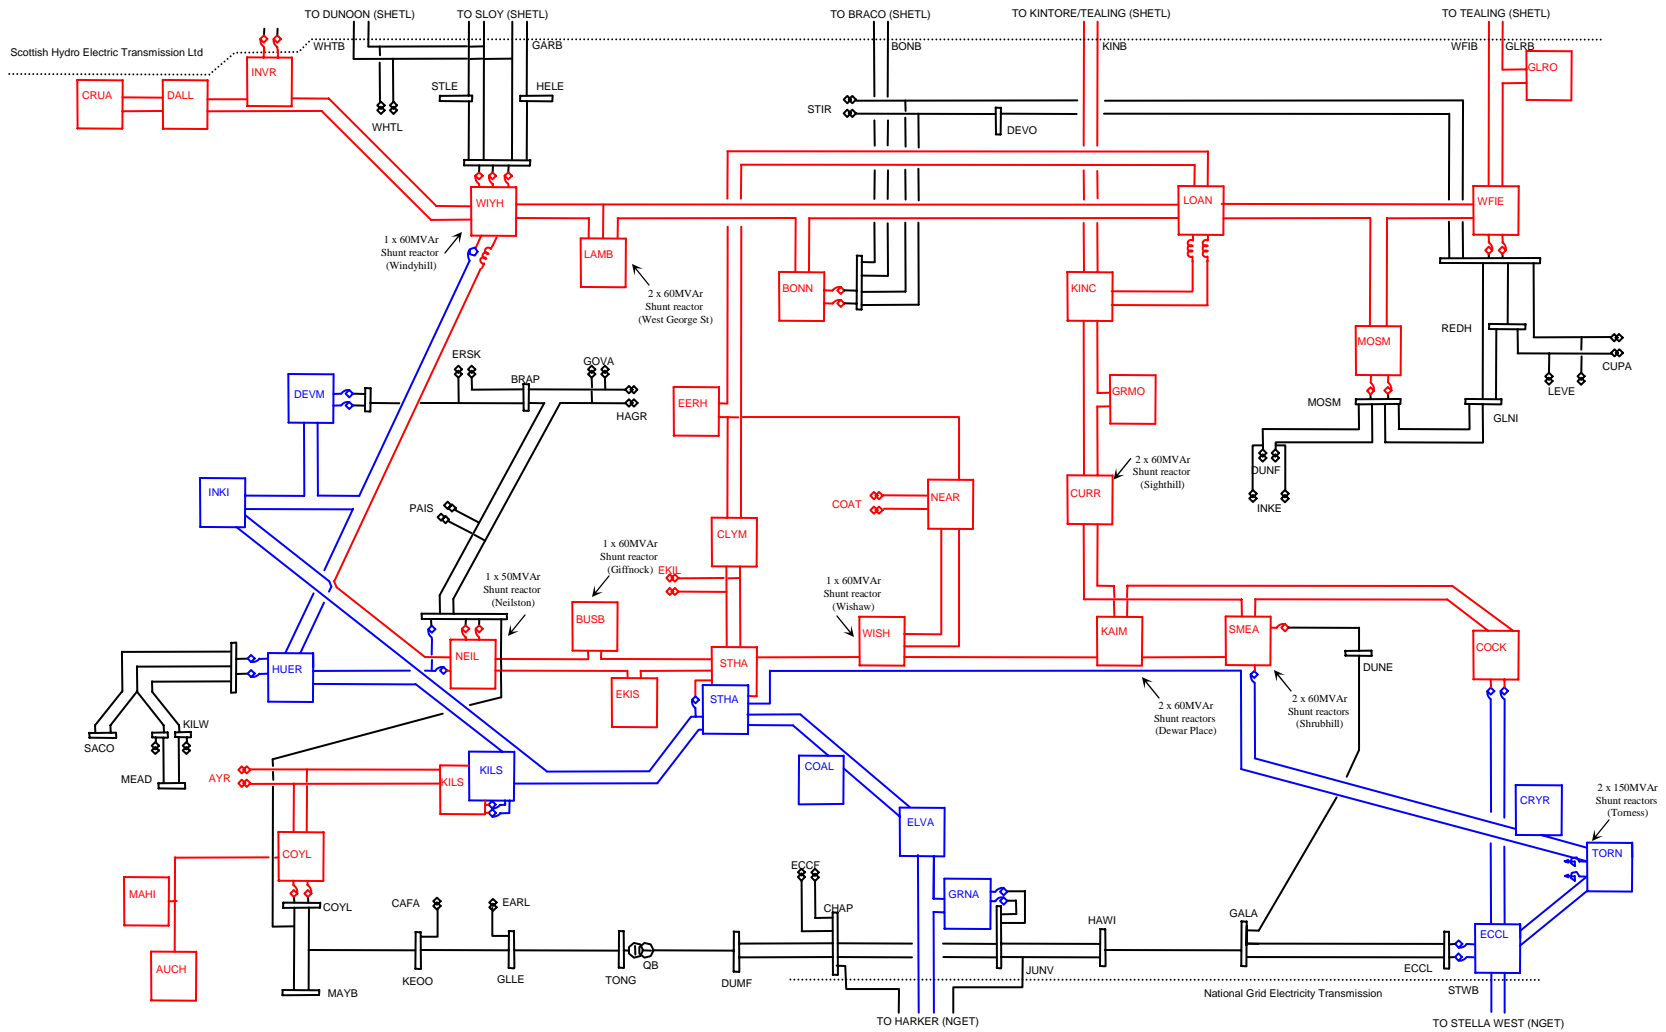 TO DUNOON (SHETL)
TO SLOY (SHETL)
TO BRACO (SHETL)
TO KINTORE/TEALING (SHETL)
TO TEALING (SHETL)
Scottish Hydro Electric Transmission Ltd
WHTB
GARB
BONB
KINB
WFIB
GLRB
INVR
GLRO
CRUA
DALL
STLE
HELE
WHTL
STIR
DEVO
WIYH
LOAN
WFIE
1 x 60MVAr
Shunt reactor
(Windyhill)
LAMB
2 x 60MVAr
Shunt reactor
(West George St)
BONN
KINC
REDH
MOSM
CUPA
LEVE
ERSK
GOVA
BRAP
HAGR
DEVM
EERH
GRMO
MOSM
GLNI
DUNF
INKE
2 x 60MVAr
Shunt reactor
(Sighthill)
INKI
PAIS
COAT
NEAR
CURR
CLYM
1 x 60MVAr
Shunt reactor
(Giffnock)
EKIL
1 x 50MVAr
Shunt reactor
(Neilston)
1 x 60MVAr
Shunt reactor
(Wishaw)
BUSB
WISH
KAIM
SMEA
COCK
DUNE
HUER
NEIL
STHA
EKIS
STHA
2 x 60MVAr
Shunt reactors
(Dewar Place)
2 x 60MVAr
Shunt reactors
(Shrubhill)
KILW
SACO
MEAD
AYR
KILS
KILS
COAL
CRYR
2 x 150MVAr
Shunt reactors
(Torness)
ELVA
TORN
COYL
MAHI
ECCF
GRNA
CAFA
EARL
COYL
CHAP
HAWI
GALA
ECCL
AUCH
KEOO
GLLE
TONG
QB
DUMF
JUNV
ECCL
MAYB
National Grid Electricity Transmission
STWB
TO HARKER (NGET)
TO STELLA WEST (NGET)